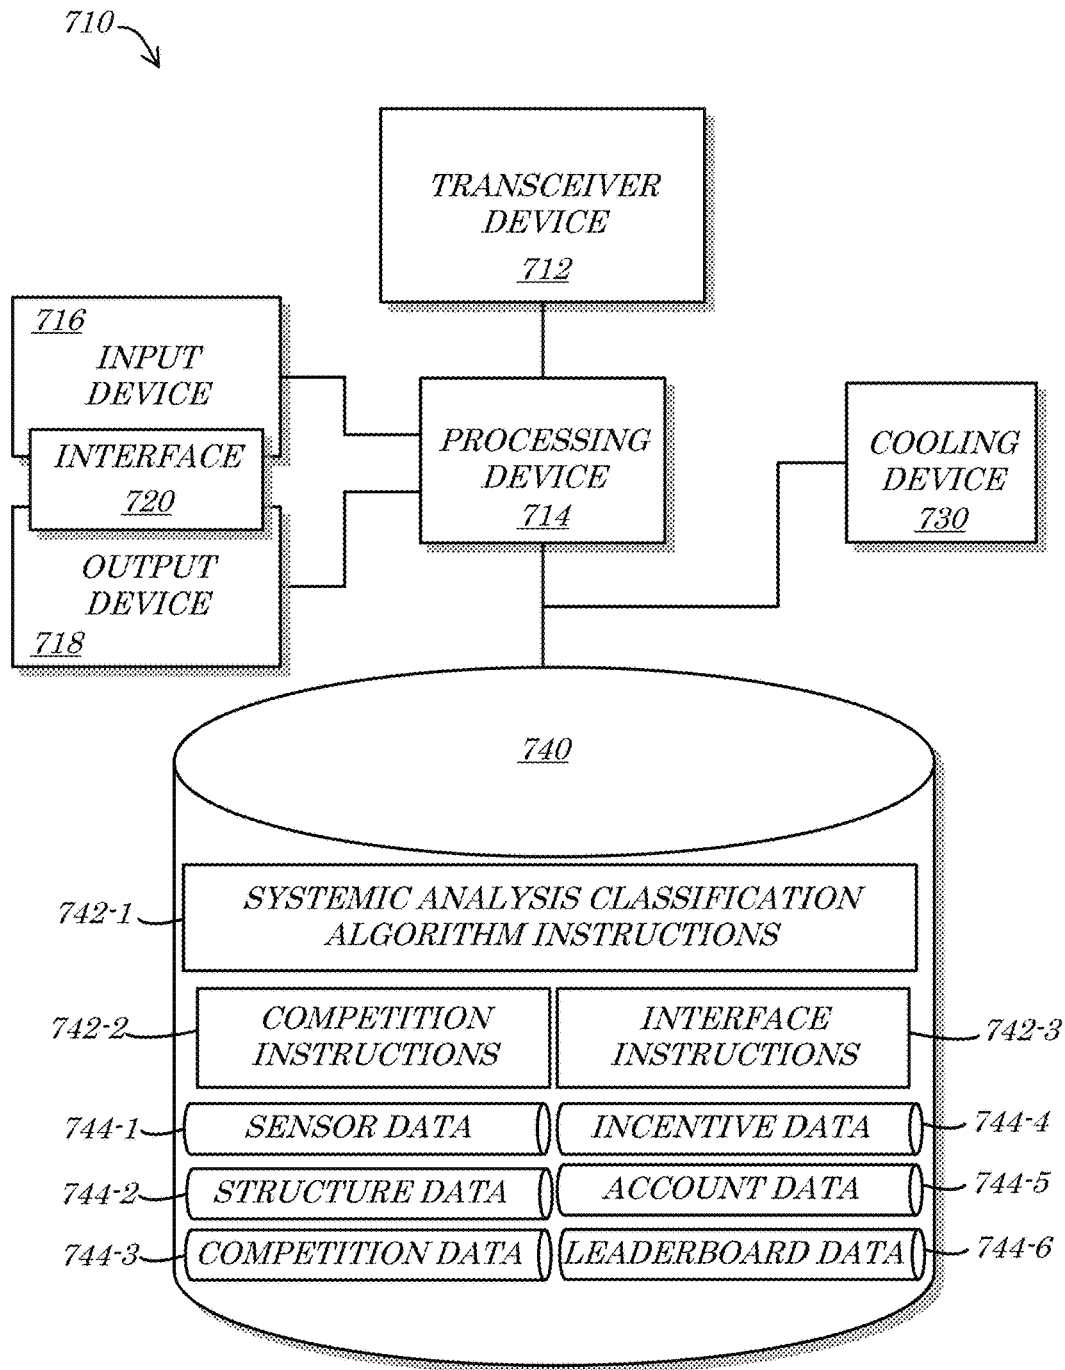 710
TRANSCEIVER
DEVICE
712
716
INPUT
DEVICE
INTERFACE
720
OUTPUT
DEVICE
718
PROCESSING
DEVICE
714
COOLING
DEVICE
730
740
742-1
SYSTEMIC ANALYSIS CLASSIFICATION
ALGORITHM INSTRUCTIONS
742-2
COMPETITION
INSTRUCTIONS
INTERFACE
INSTRUCTIONS
742-3
744-1
SENSOR DATA
INCENTIVE DATA
744-4
744-2
STRUCTURE DATA
ACCOUNT DATA
744-5
744-3
COMPETITION DATA
LEADERBOARD DATA
744-6